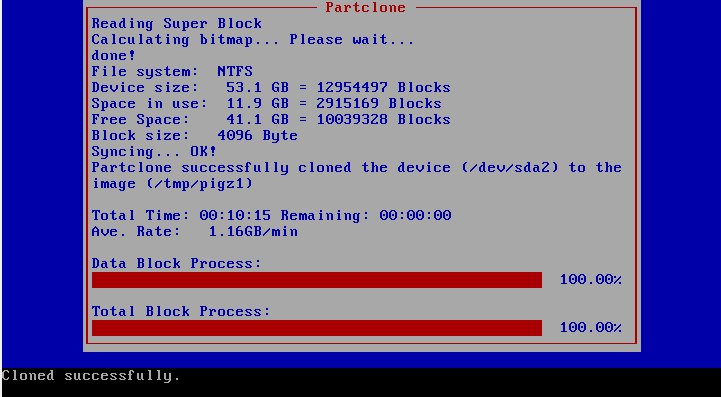 Partclone
Reading Super Block
Calculating bitmap... Please wait...
done!
File system:  NTFS
Device size:   53.1 GB = 12954497 Blocks
Space in use:  11.9 GB = 2915169 Blocks
Free Space:    41.1 GB = 10039328 Blocks
Block size:   4096 Byte
Syncing... OK!
Partclone successfully cloned the device (/dev/sda2) to the
image (/tmp/pigz1)
Total Time: 00:10:15 Remaining: 00:00:00
Ave. Rate:   1.16GB/min
Data Block Process:
100.00%
Total Block Process:
100.00%
Cloned successfully.